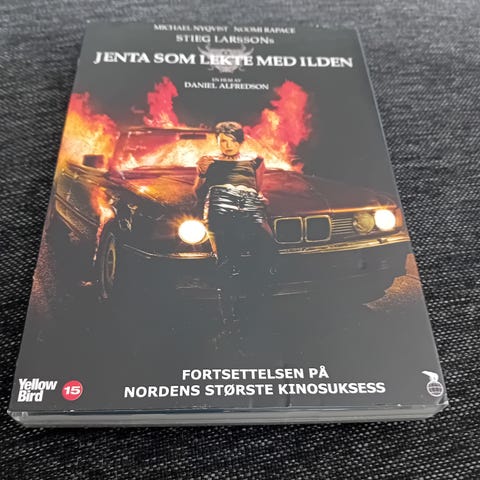 MICHAEL NYQVIST NOOMI RAPACE
STIEG LARSSONs
JENTA SOM LEKTE MED ILDEN
EN FILM AV
DANIEL ALFREDSON
FORTSETTELSEN PÅ
NORDENS STØRSTE KINOSUKSESS
Yellow
Bird
15